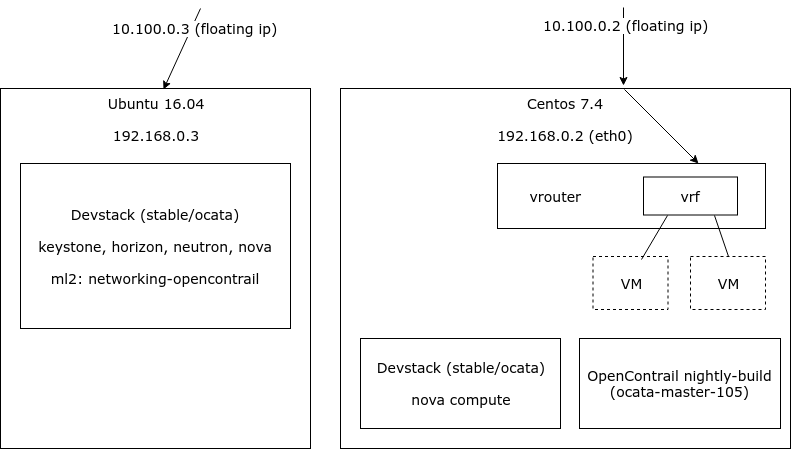 10.100.0.3 (floating ip)
Ubuntu 16.04
192.168.0.3
Devstack (stable/ocata)
keystone, horizon, neutron, nova
ml2: networking-opencontrail
10.100.0.2 (floating ip)
Centos 7.4
192.168.0.2 (eth0)
vrouter
vrf
VM
VM
Devstack (stable/ocata)
nova compute
OpenContrail nightly-build
(ocata-master-105)